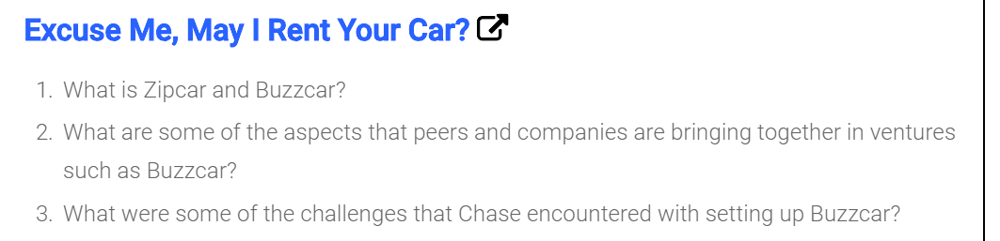 Excuse Me, May I Rent Your Car?
1. What is Zipcar and Buzzcar?
2. What are some of the aspects that peers and companies are bringing together in ventures
such as Buzzcar?
3. What were some of the challenges that Chase encountered with setting up Buzzcar?